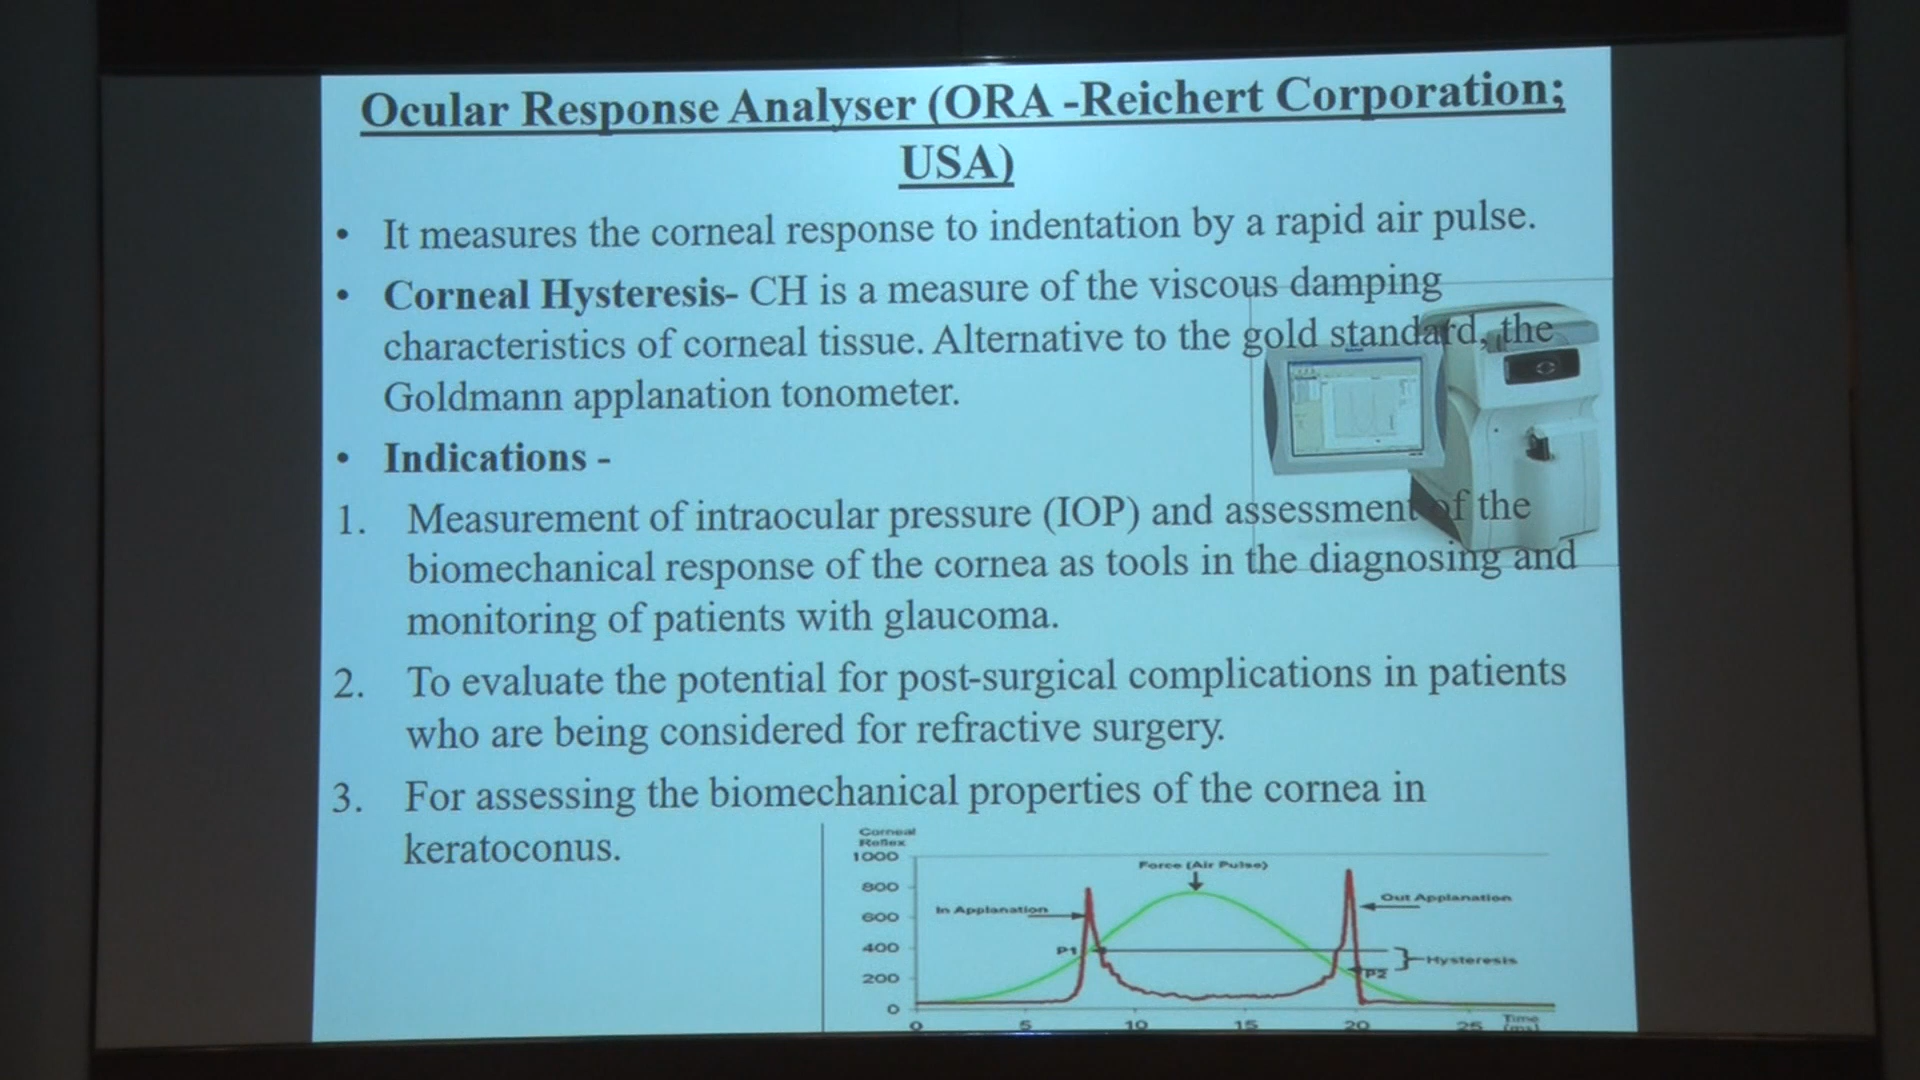 Ocular Response Analyser (ORA -Reichert Corporation;
USA)
• It measures the corneal response to indentation by a rapid air pulse.
• Corneal Hysteresis- CH is a measure of the viscous damping
characteristics of corneal tissue. Alternative to the gold standard, the
Goldmann applanation tonometer.
• Indications -
1. Measurement of intraocular pressure (IOP) and assessment of the
biomechanical response of the cornea as tools in the diagnosing and
monitoring of patients with glaucoma.
2. To evaluate the potential for post-surgical complications in patients
who are being considered for refractive surgery.
3. For assessing the biomechanical properties of the cornea in
keratoconus.
Corneal
Reflex
1000
Force (Air Pulse)
800
Out Applanation
In Applanation
600
400
P1
Hysteresis
P2
200
0
0 5 10 15 20 25 Time
(ms)